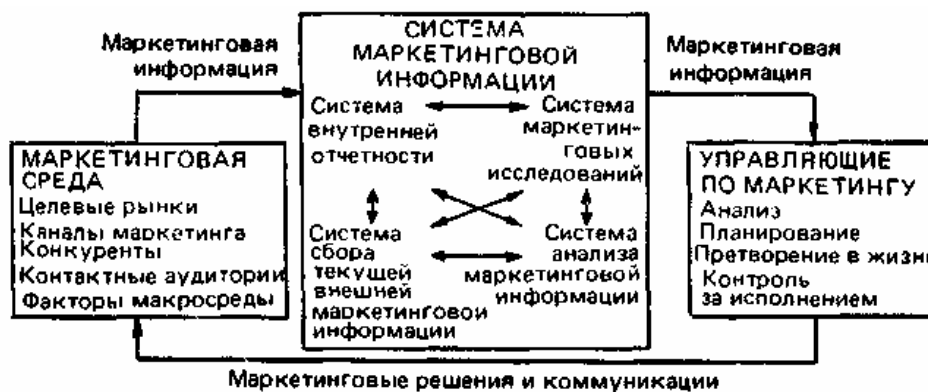 Маркетинговая
информация
МАРКЕТИНГОВАЯ
СРЕДА
Целевые рынки
Каналы маркетинга
Конкуренты
Контактные аудитории
Факторы макросреды
СИСТЕМА
МАРКЕТИНГОВОЙ
ИНФОРМАЦИИ
Система
внутренней
отчетности
Система
маркетин-
говых
исследований
Система
сбора
текущей
внешней
маркетинговой
информации
Система
анализа
маркетинговой
информации
Маркетинговая
информация
УПРАВЛЯЮЩИЕ
ПО МАРКЕТИНГУ
Анализ
Планирование
Претворение в жизнь
Контроль
за исполнением
Маркетинговые решения и коммуникации